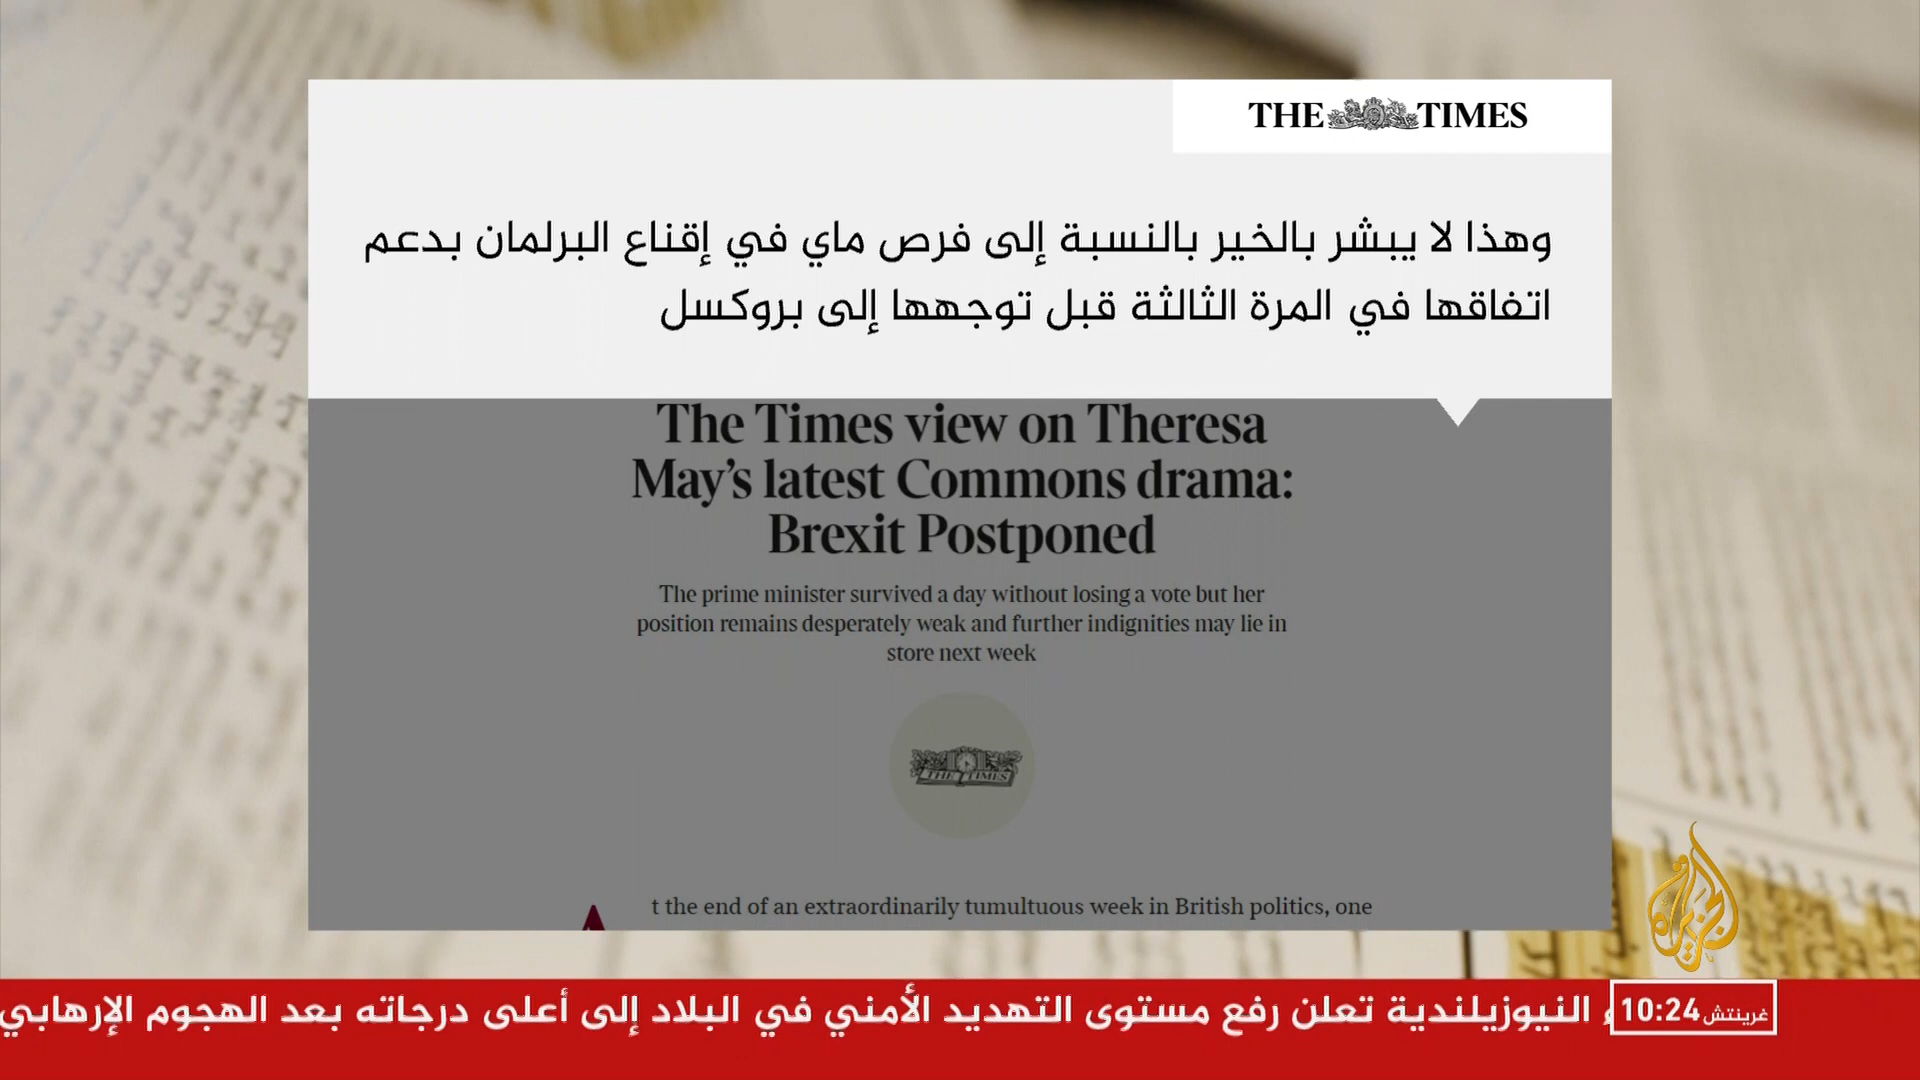 THE TIMES
وهذا لا يبشر بالخير بالنسبة إلى فرص ماي في إقناع البرلمان بدعم
اتفاقها في المرة الثالثة قبل توجهها إلى بروكسل
The Times view on Theresa
May's latest Commons drama:
Brexit Postponed
The prime minister survived a day without losing a vote but her
position remains desperately weak and further indignities may lie in
store next week
THE TIMES
t the end of an extraordinarily tumultuous week in British politics, one
الجزيرة
غرينتش 10:24
النيوزيلندية تعلن رفع مستوى التهديد الأمني في البلاد إلى أعلى درجاته بعد الهجوم الإرهابي